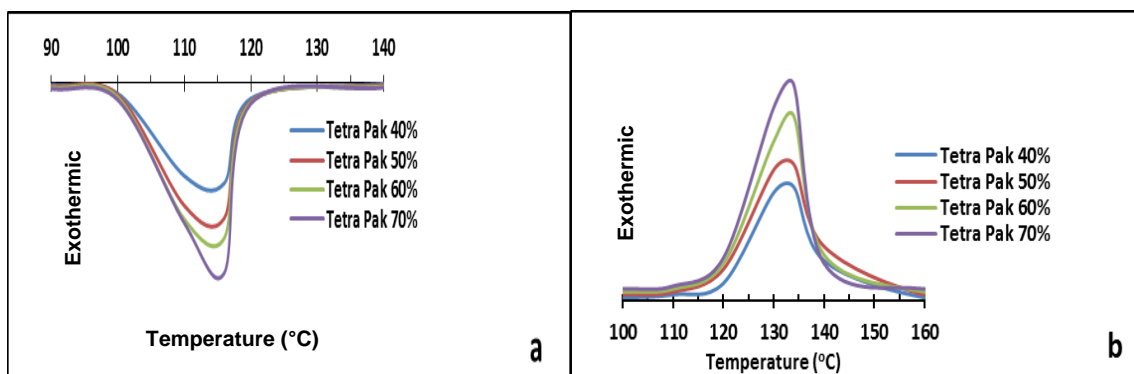 90 100 110 120 130 140
Exothermic
Tetra Pak 40%
Tetra Pak 50%
Tetra Pak 60%
Tetra Pak 70%
Temperature (°C)
a
Exothermic
Tetra Pak 40%
Tetra Pak 50%
Tetra Pak 60%
Tetra Pak 70%
100 110 120 130 140 150 160
Temperature (°C)
b